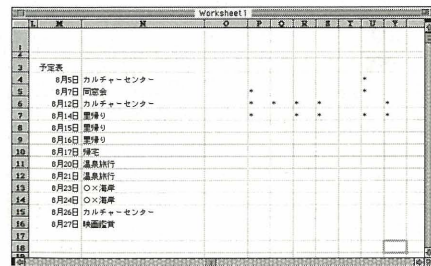 Worksheet1
L M N O P Q R S T U V
1
2
3 予定表
4 8月5日 カルチャーセンター *
5 8月7日 同窓会 * *
6 8月12日 カルチャーセンター * * * * *
7 8月14日 里帰り * * * * *
8 8月15日 里帰り
9 8月16日 里帰り
10 8月17日 帰宅
11 8月20日 温泉旅行
12 8月21日 温泉旅行
13 8月23日 ○×海岸
14 8月24日 ○×海岸
15 8月26日 カルチャーセンター
16 8月27日 映画鑑賞
17
18
19